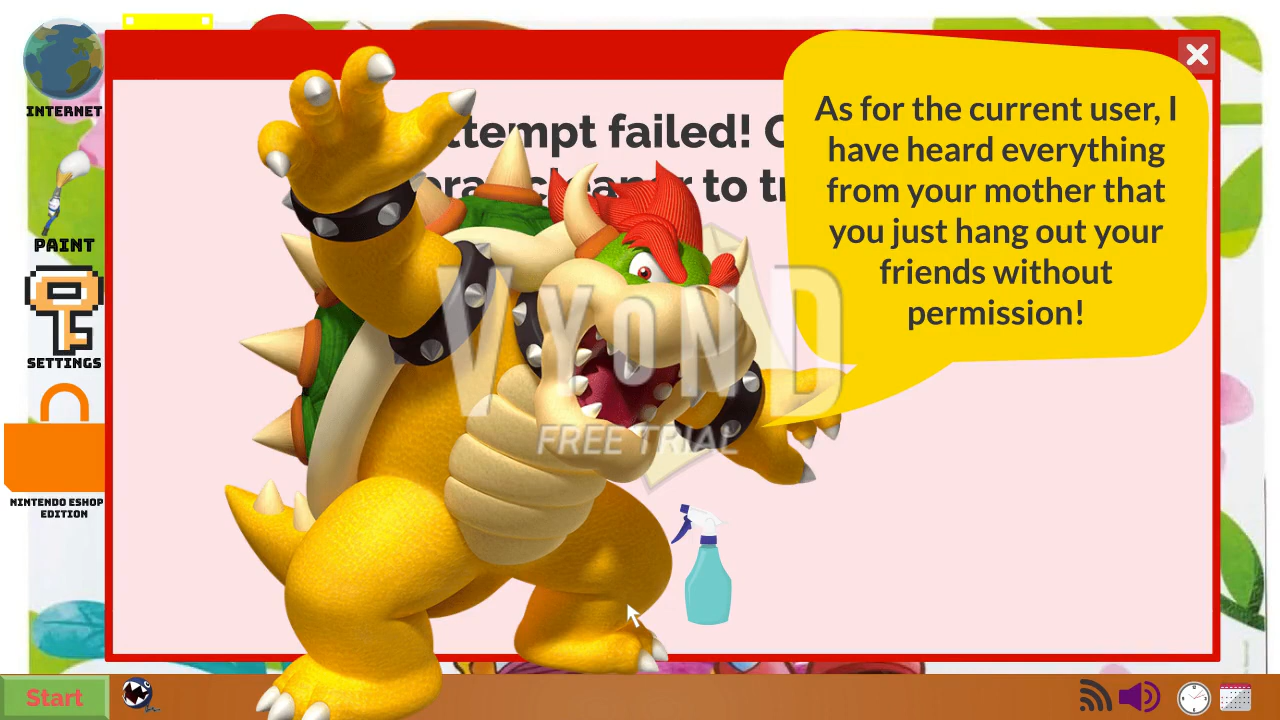 INTERNET
PAINT
SETTINGS
NINTENDO ESHOP
EDITION
failed!
to
As for the current user, I
have heard everything
from your mother that
you just hang out your
friends without
permission!
VYOND
FREE TRIAL
Start